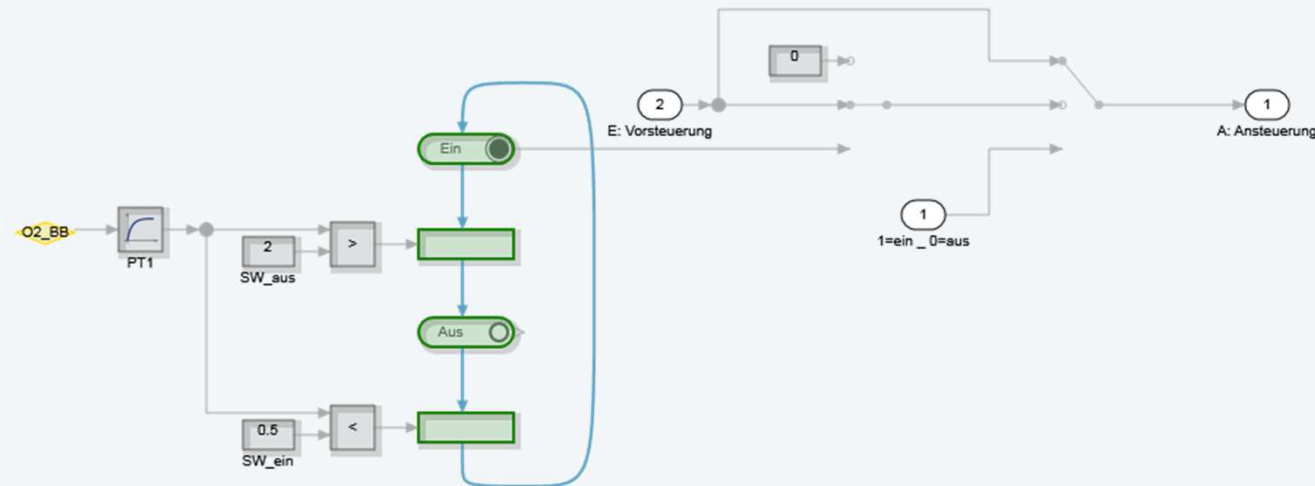 0
2
E: Vorsteuerung
1
A: Ansteuerung
Ein
1
1=ein _ 0=aus
O2_BB
PT1
2
SW_aus
>
Aus
0.5
SW_ein
<